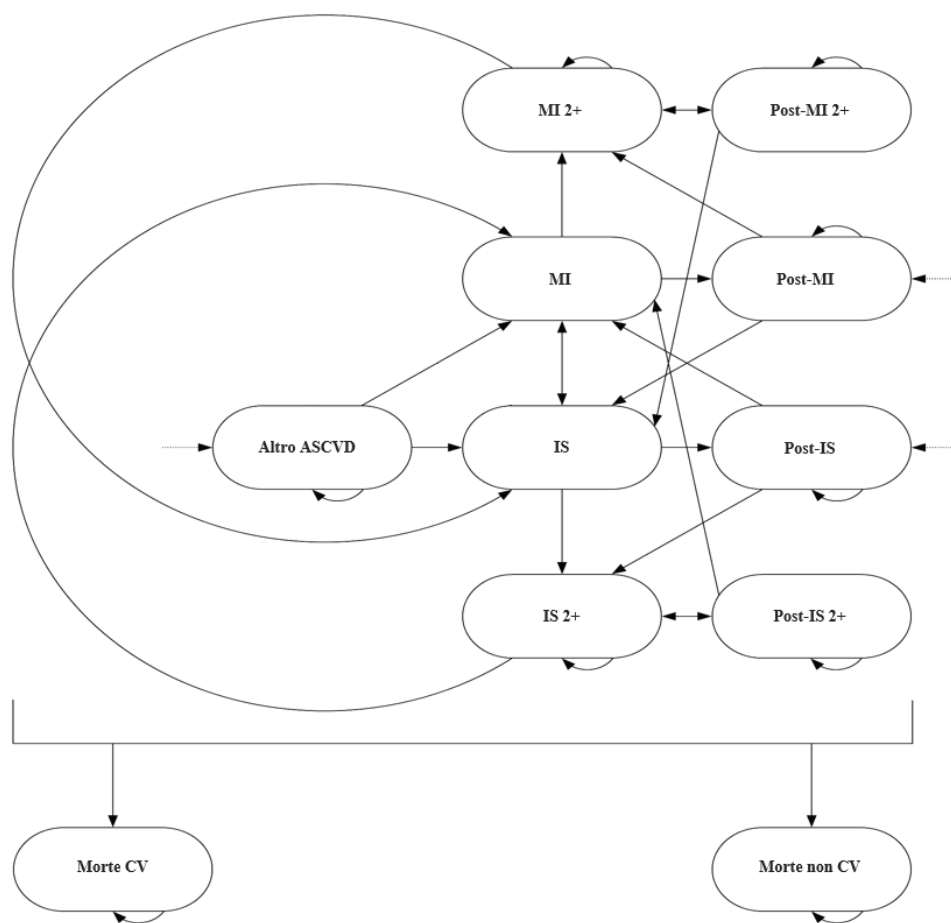 MI 2+
Post-MI 2+
MI
Post-MI
Altro ASCVD
IS
Post-IS
IS 2+
Post-IS 2+
Morte CV
Morte non CV